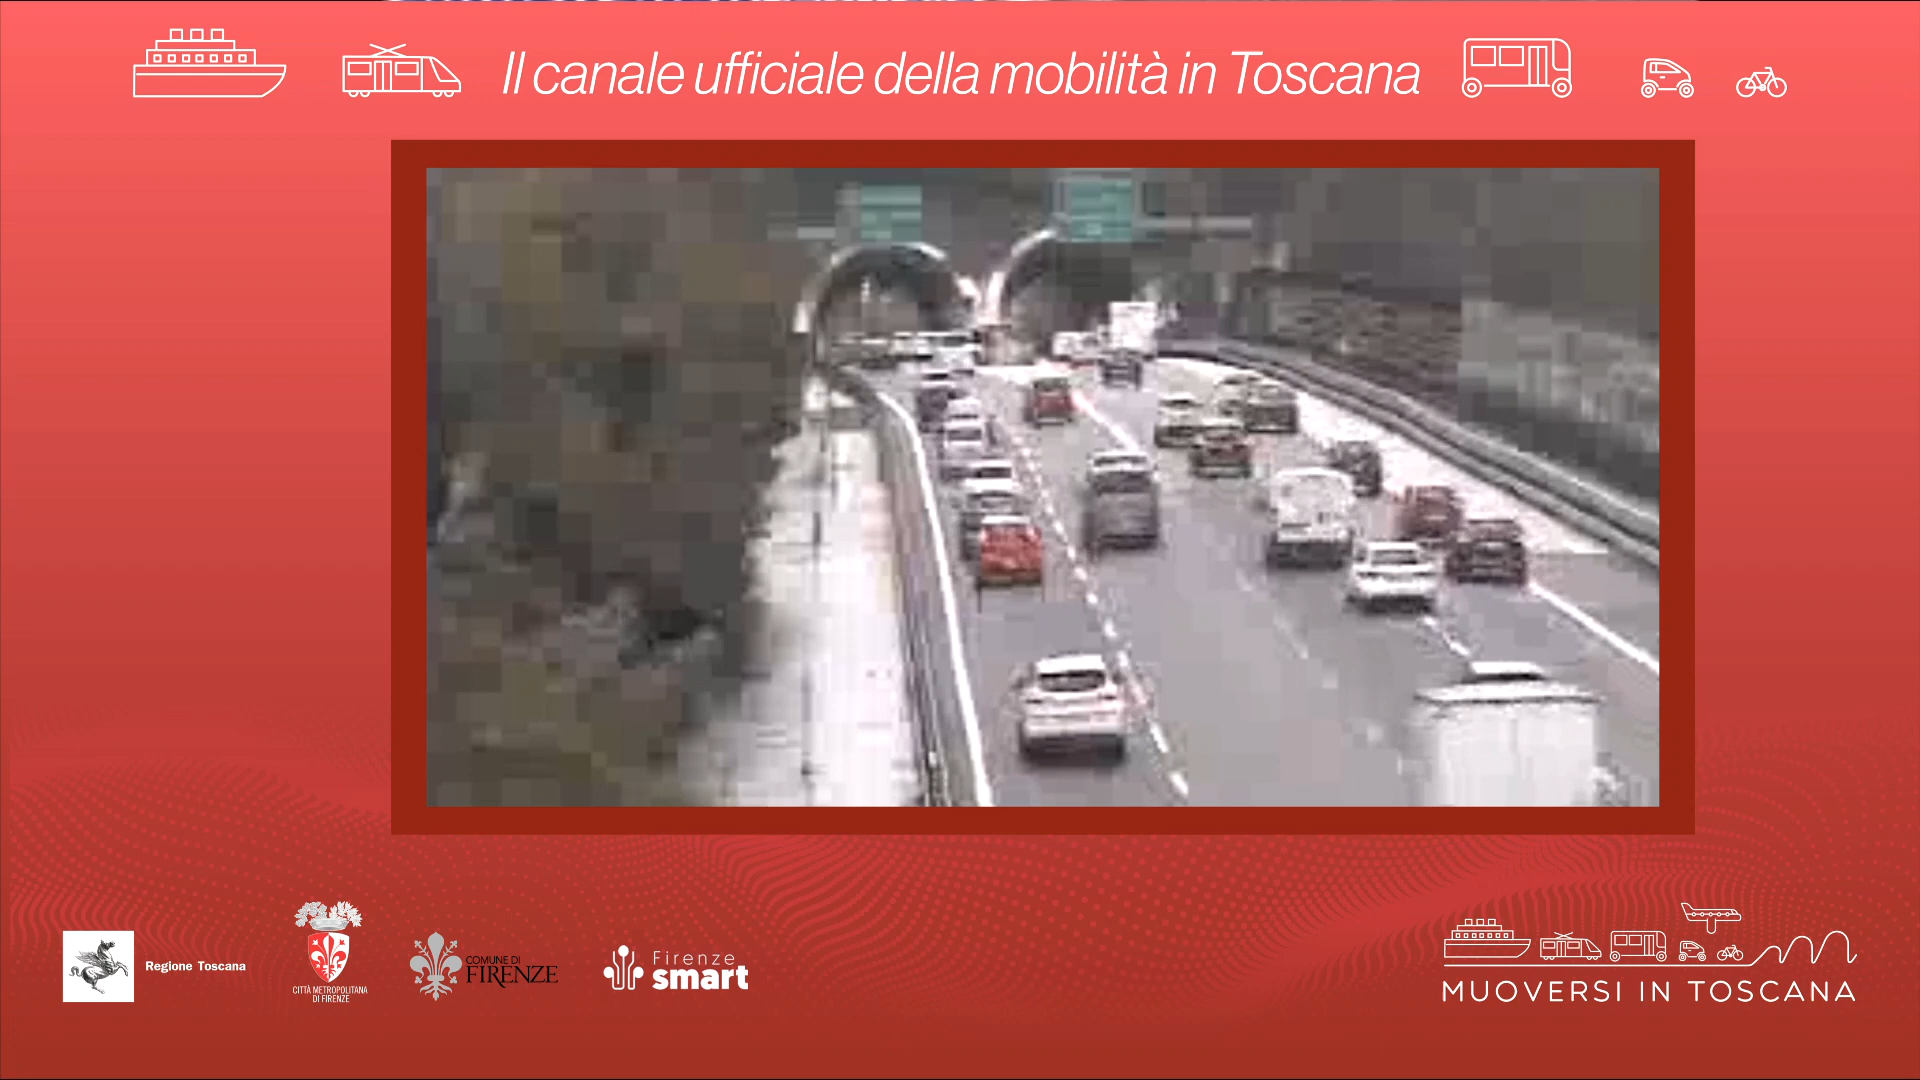 Il canale ufficiale della mobilità in Toscana
Regione Toscana
CITTÀ METROPOLITANA
DI FIRENZE
COMUNE DI
FIRENZE
Firenze
smart
MUOVERSI IN TOSCANA